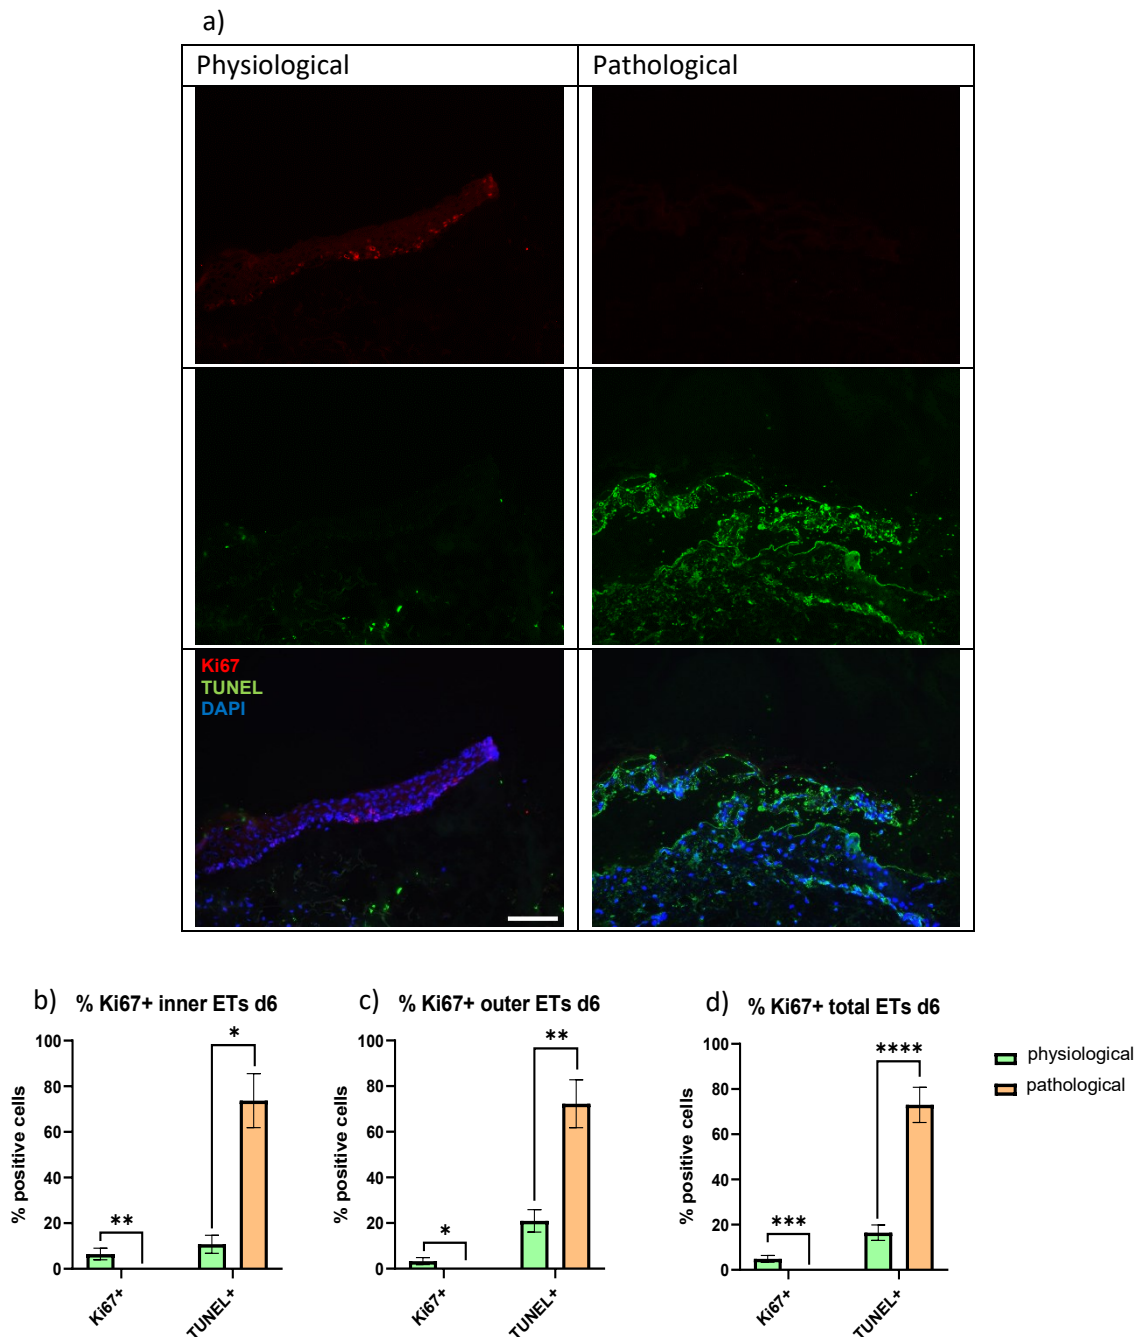 a)
Physiological
Pathological
Ki67
TUNEL
DAPI
b) % Ki67+ inner ETs d6
% positive cells
100
80
60
40
20
0
**
*
Ki67+
TUNEL+
c) % Ki67+ outer ETs d6
% positive cells
100
80
60
40
20
0
*
**
Ki67+
TUNEL+
d) % Ki67+ total ETs d6
% positive cells
100
80
60
40
20
0
***
****
Ki67+
TUNEL+
physiological
pathological